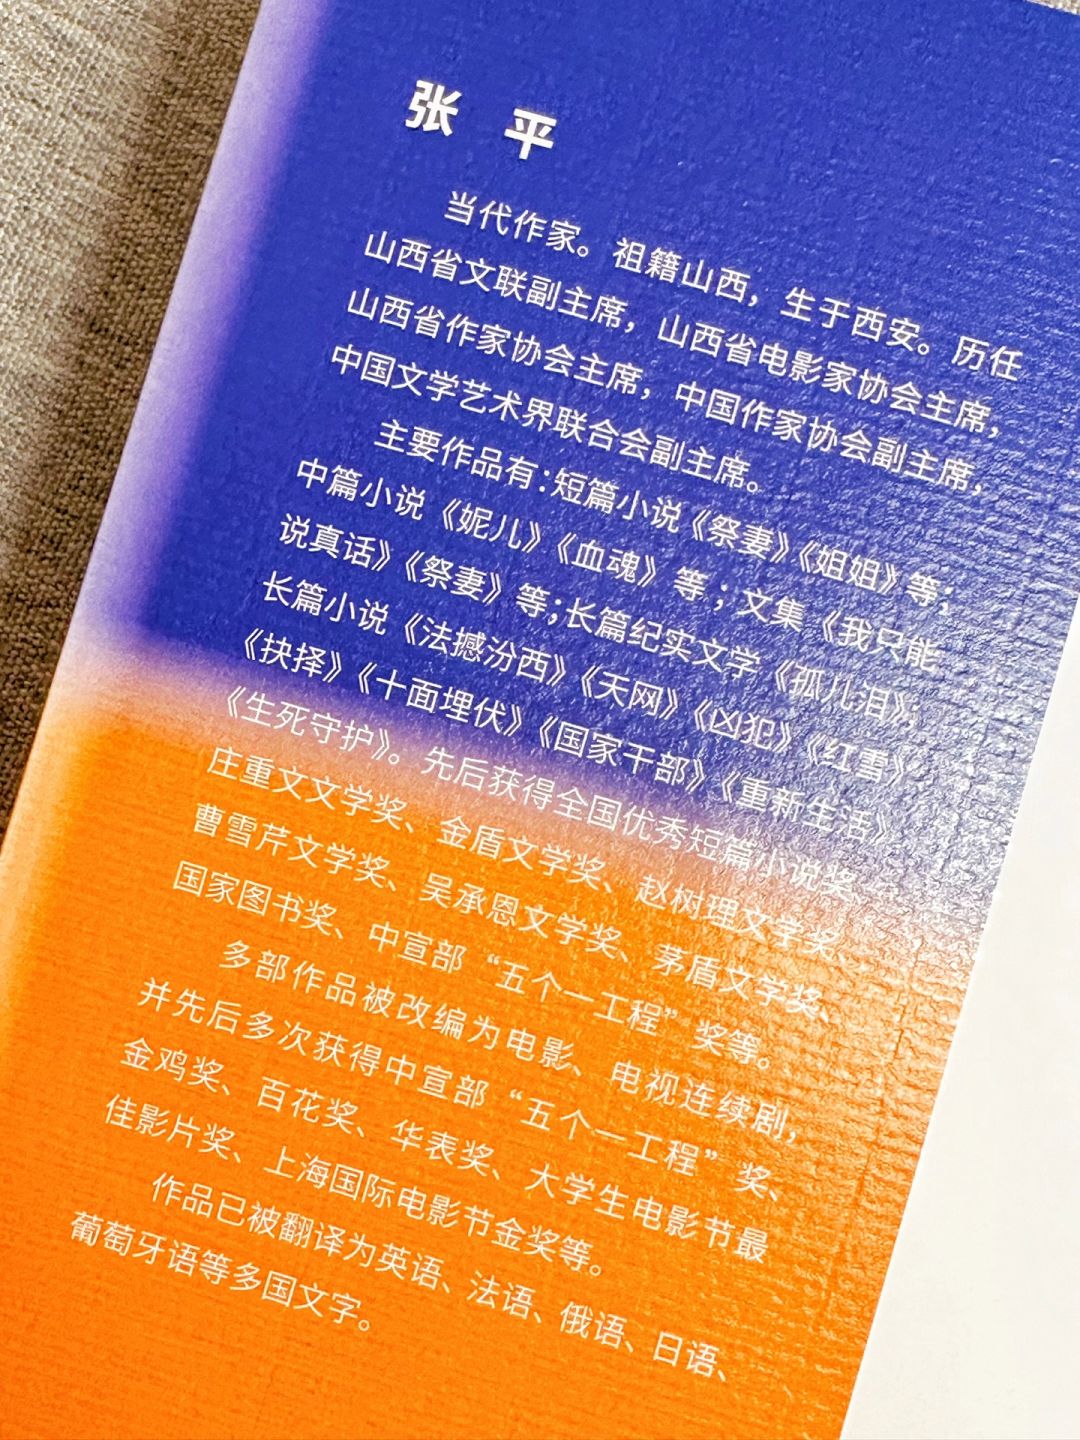 张 平
当代作家。祖籍山西，生于西安。历任
山西省文联副主席，山西省电影家协会主席，
山西省作家协会主席，中国作家协会副主席，
中国文学艺术界联合会副主席。
主要作品有：短篇小说《祭妻》《姐姐》等；
中篇小说《妮儿》《血魂》等；文集《我只能
说真话》《祭妻》等；长篇纪实文学《孤儿泪》；
长篇小说《法撼汾西》《天网》《凶犯》《红雪》
《抉择》《十面埋伏》《国家干部》《重新生活》
《生死守护》。先后获得全国优秀短篇小说奖、
庄重文文学奖、金盾文学奖、赵树理文学奖、
曹雪芹文学奖、吴承恩文学奖、茅盾文学奖、
国家图书奖、中宣部“五个一工程”奖等。
多部作品被改编为电影、电视连续剧，
并先后多次获得中宣部“五个一工程”奖、
金鸡奖、百花奖、华表奖、大学生电影节最
佳影片奖、上海国际电影节金奖等。
作品已被翻译为英语、法语、俄语、日语、
葡萄牙语等多国文字。